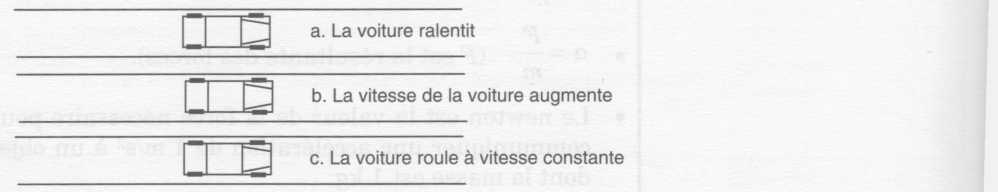 a. La voiture ralentit
b. La vitesse de la voiture augmente
c. La voiture roule à vitesse constante